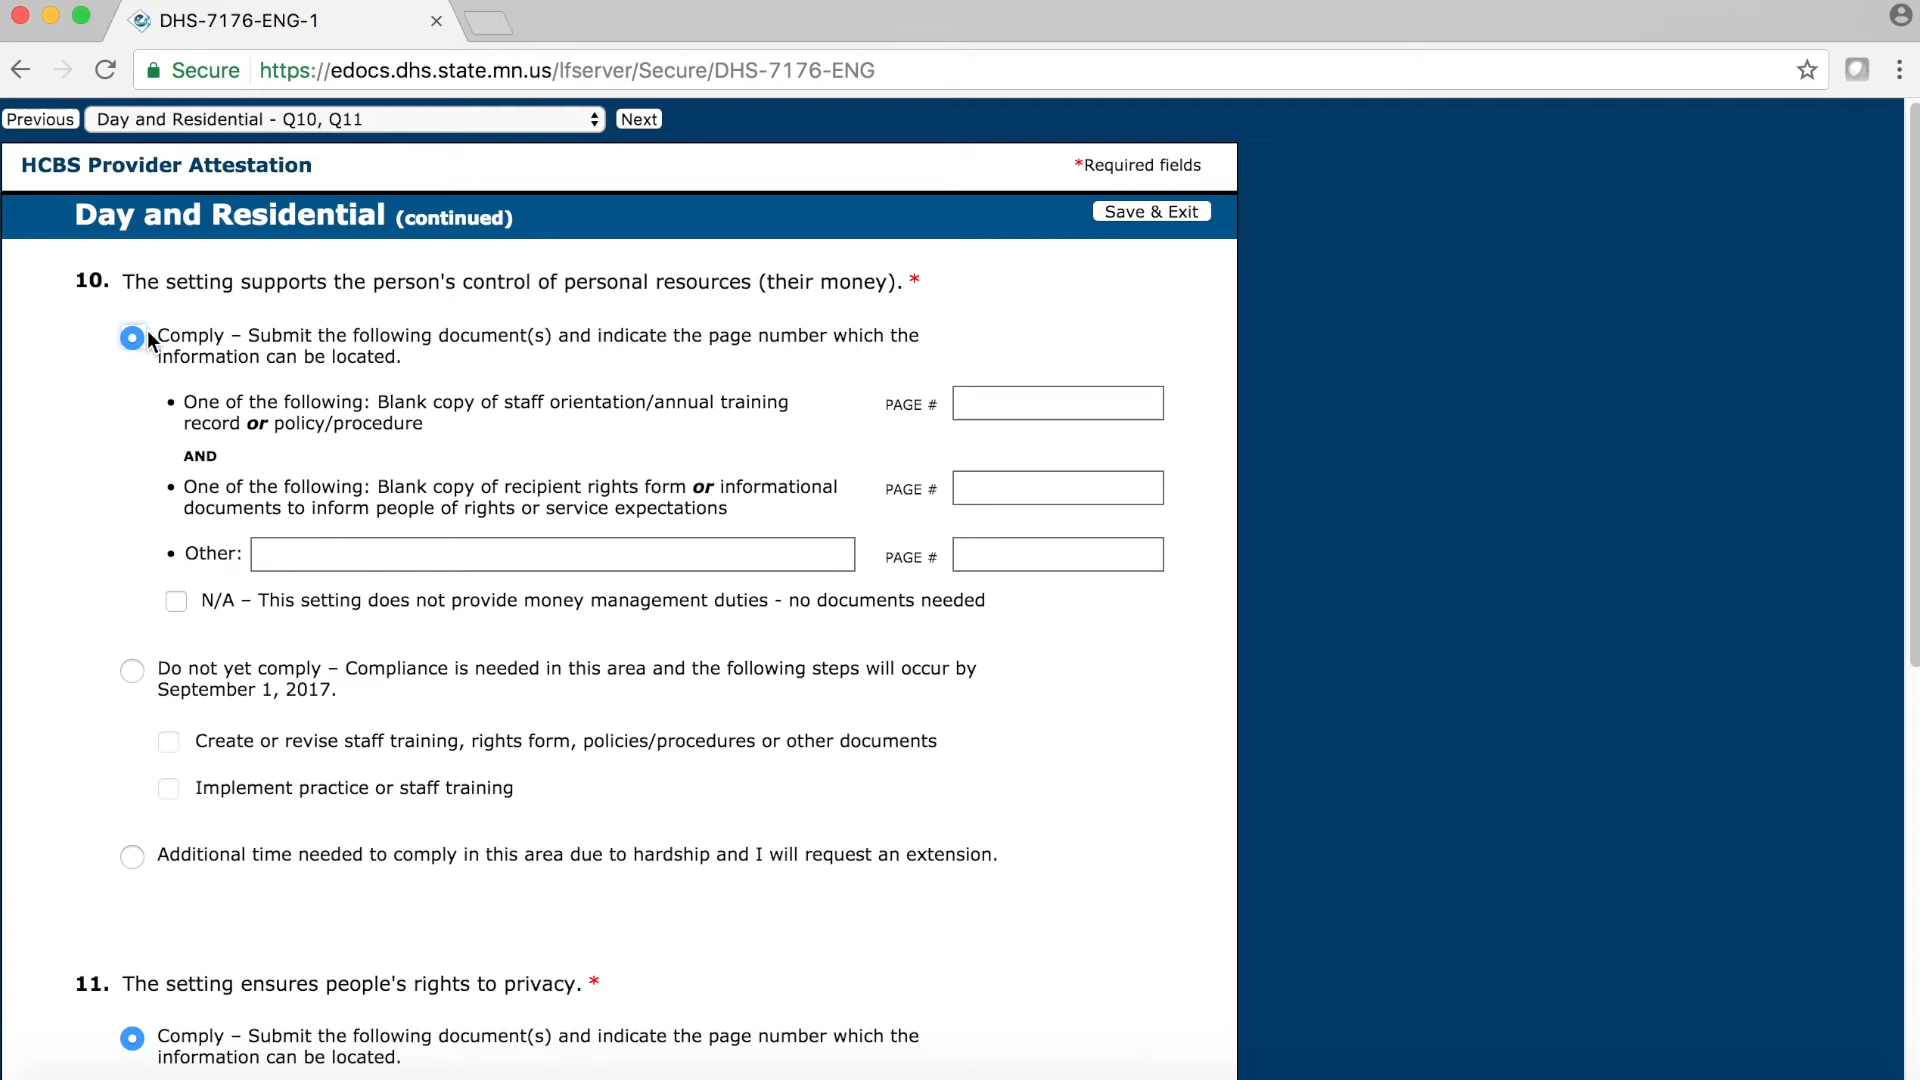 DHS-7176-ENG-1
Secure https://edocs.dhs.state.mn.us/lfserver/Secure/DHS-7176-ENG
Previous Day and Residential - Q10, Q11 Next
HCBS Provider Attestation *Required fields
Day and Residential (continued) Save & Exit
10. The setting supports the person's control of personal resources (their money). *
Comply – Submit the following document(s) and indicate the page number which the
information can be located.
• One of the following: Blank copy of staff orientation/annual training PAGE #
record or policy/procedure
AND
• One of the following: Blank copy of recipient rights form or informational PAGE #
documents to inform people of rights or service expectations
• Other: PAGE #
N/A – This setting does not provide money management duties - no documents needed
Do not yet comply – Compliance is needed in this area and the following steps will occur by
September 1, 2017.
Create or revise staff training, rights form, policies/procedures or other documents
Implement practice or staff training
Additional time needed to comply in this area due to hardship and I will request an extension.
11. The setting ensures people's rights to privacy. *
Comply – Submit the following document(s) and indicate the page number which the
information can be located.